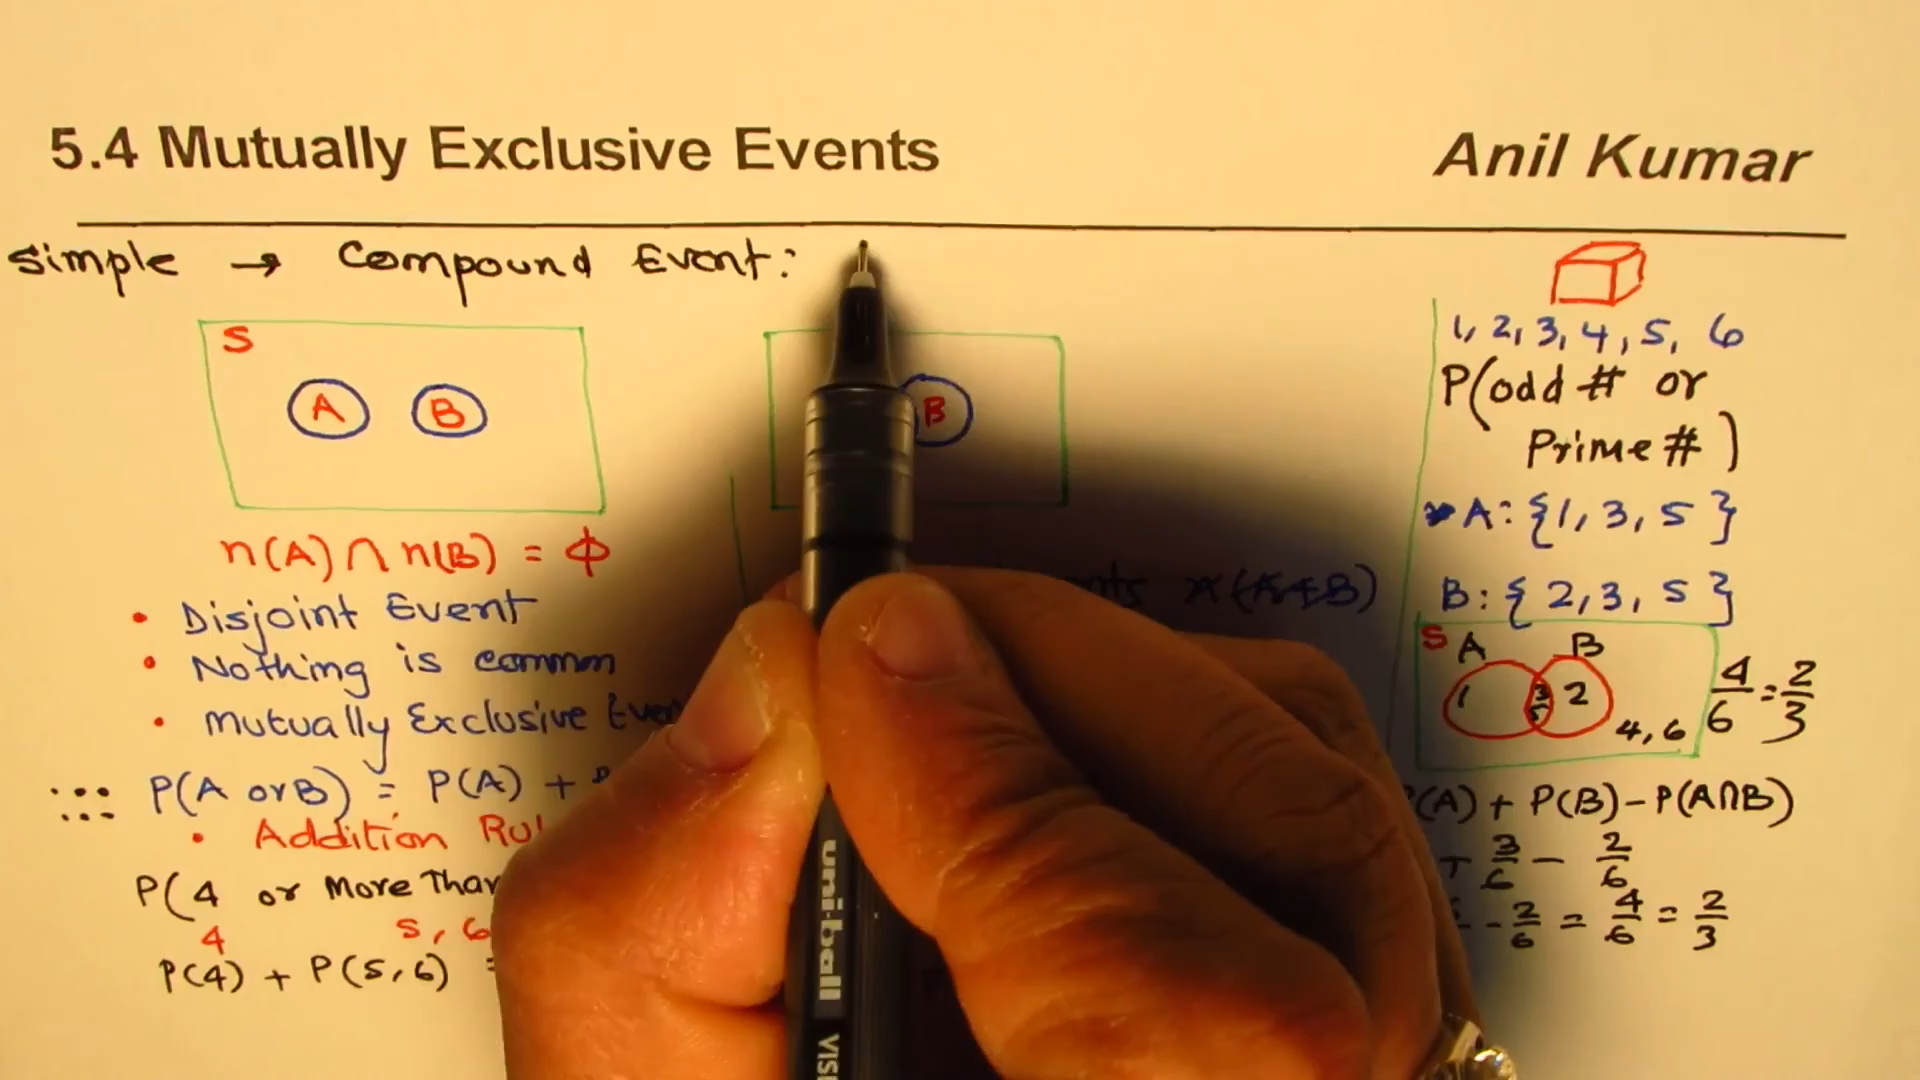 5.4 Mutually Exclusive Events
Anil Kumar
Simple → Compound Event:
S
A B
n(A) ∩ n(B) = ϕ
• Disjoint Event
• Nothing is common
• Mutually Exclusive
P(A or B) = P(A) +
• Addition
P(4 or More Than
4 5, 6
P(4) + P(5,6) =
B
(A & B)
1, 2, 3, 4, 5, 6
P(odd # or
Prime #)
A: {1, 3, 5}
B: {2, 3, 5}
S A B
1 3 5 2
4, 6
4/6 = 2/3
(A) + P(B) - P(A∩B)
+ 3/6 - 2/6
- 2/6 = 4/6 = 2/3
uni-ball
VISI